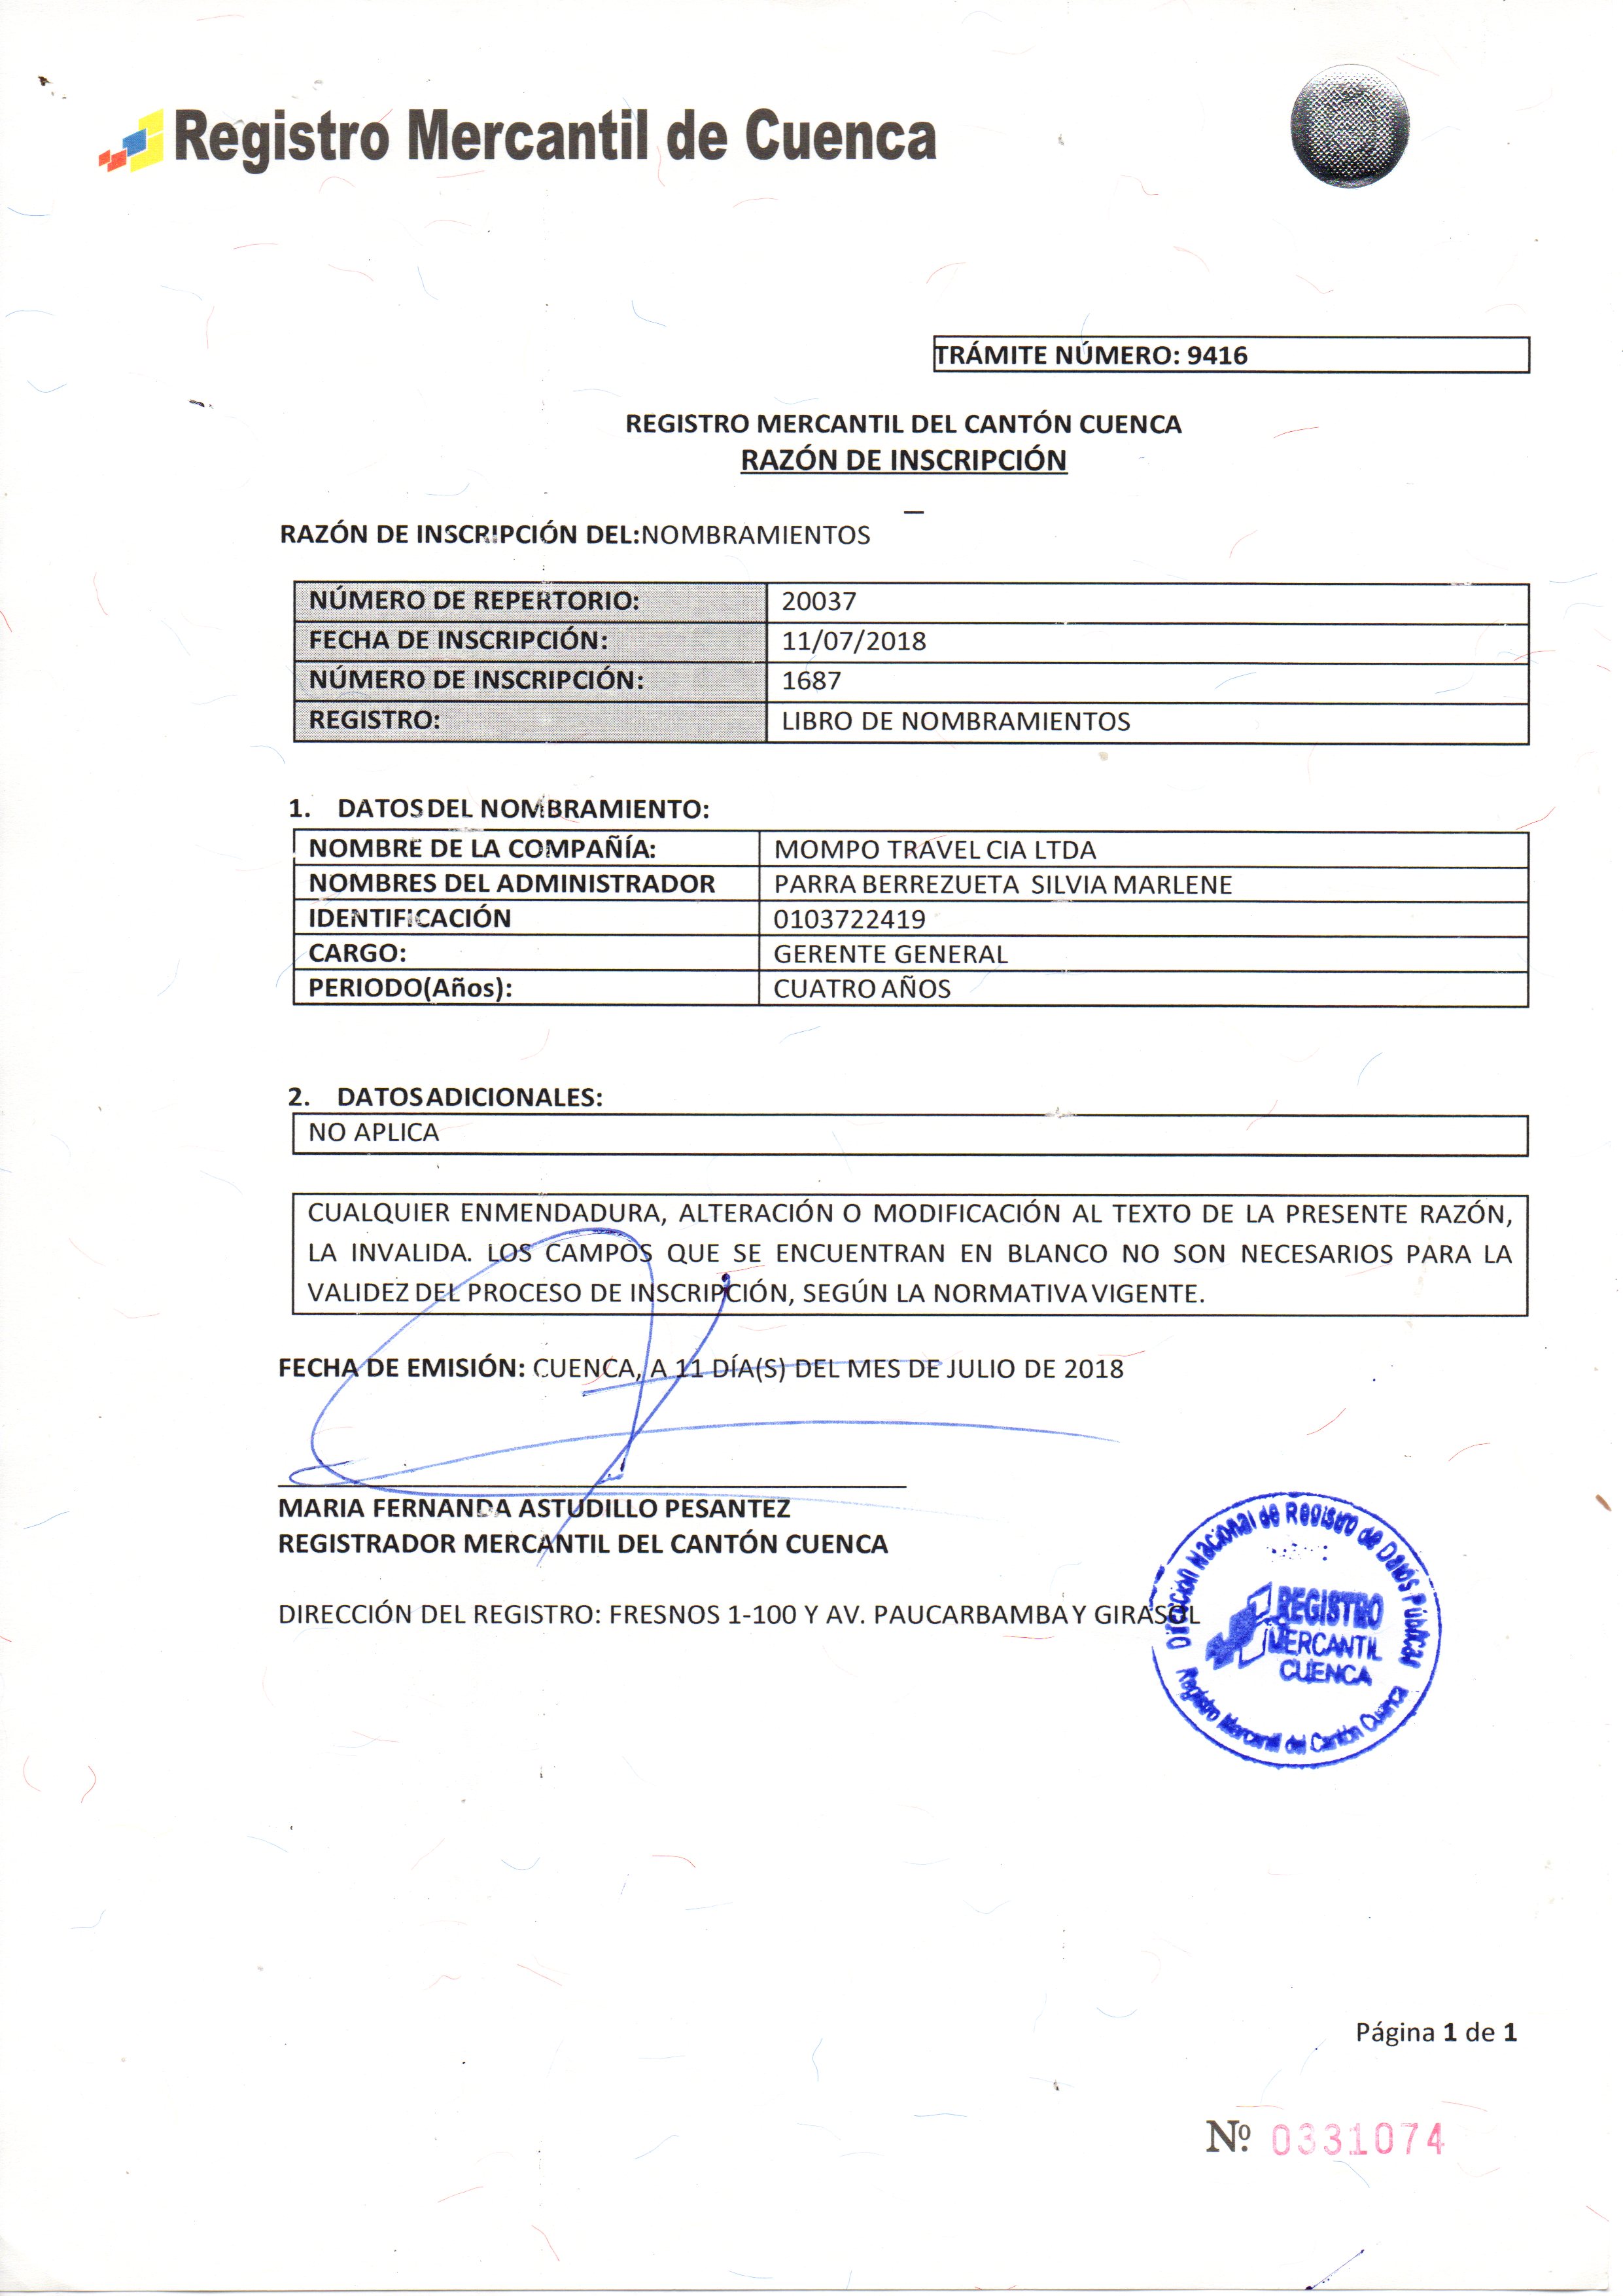 Registro Mercantil de Cuenca
TRÁMITE NÚMERO: 9416
REGISTRO MERCANTIL DEL CANTÓN CUENCA
RAZÓN DE INSCRIPCIÓN
RAZÓN DE INSCRIPCIÓN DEL:NOMBRAMIENTOS
NÚMERO DE REPERTORIO: 20037
FECHA DE INSCRIPCIÓN: 11/07/2018
NÚMERO DE INSCRIPCIÓN: 1687
REGISTRO: LIBRO DE NOMBRAMIENTOS
1. DATOS DEL NOMBRAMIENTO:
NOMBRE DE LA COMPAÑÍA: MOMPO TRAVEL CIA LTDA
NOMBRES DEL ADMINISTRADOR PARRA BERREZUETA SILVIA MARLENE
IDENTIFICACIÓN 0103722419
CARGO: GERENTE GENERAL
PERIODO(Años): CUATRO AÑOS
2. DATOS ADICIONALES:
NO APLICA
CUALQUIER ENMENDADURA, ALTERACIÓN O MODIFICACIÓN AL TEXTO DE LA PRESENTE RAZÓN,
LA INVALIDA. LOS CAMPOS QUE SE ENCUENTRAN EN BLANCO NO SON NECESARIOS PARA LA
VALIDEZ DEL PROCESO DE INSCRIPCIÓN, SEGÚN LA NORMATIVA VIGENTE.
FECHA DE EMISIÓN: CUENCA, A 11 DÍA(S) DEL MES DE JULIO DE 2018
MARIA FERNANDA ASTUDILLO PESANTEZ
REGISTRADOR MERCANTIL DEL CANTÓN CUENCA
DIRECCIÓN DEL REGISTRO: FRESNOS 1-100 Y AV. PAUCARBAMBA Y GIRASOL
Dirección Nacional de Registro de Datos Públicos
REGISTRO
MERCANTIL
CUENCA
Registro Mercantil del Cantón Cuenca
Página 1 de 1
Nº 0331074